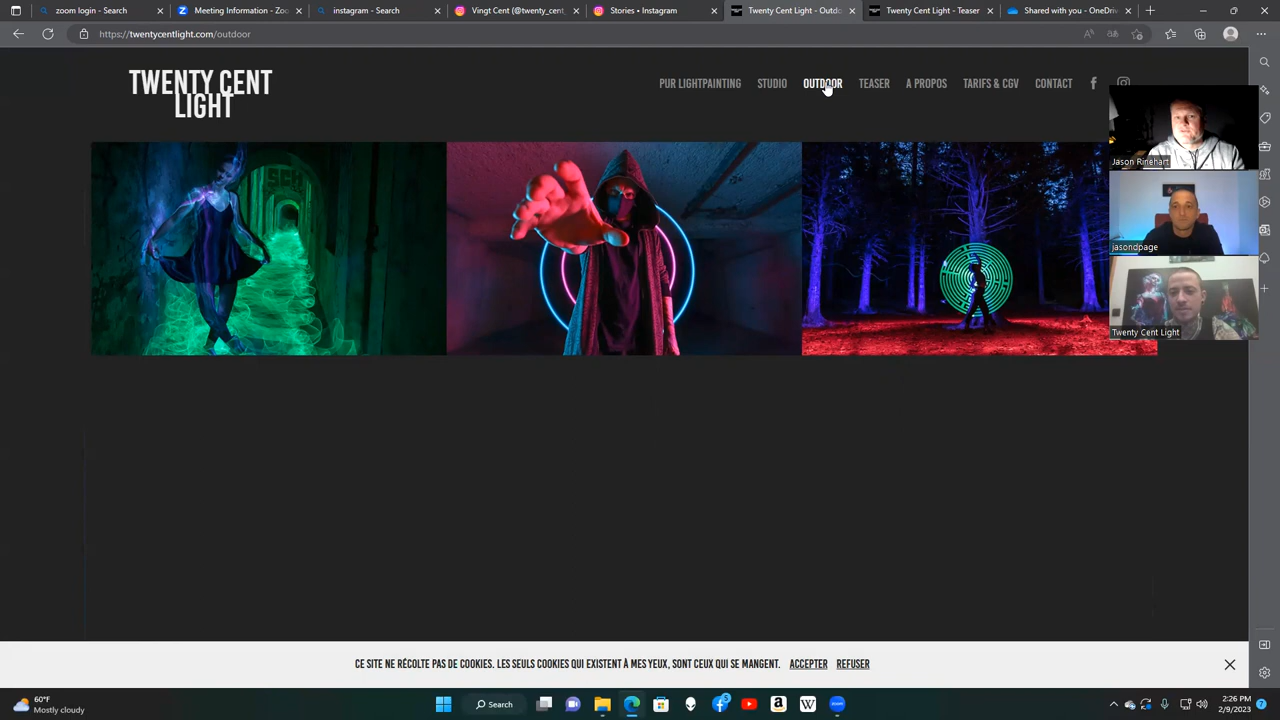 zoom login - Search
Meeting Information - Zoo
instagram - Search
Vingt Cent (@twenty_cent_
Stories • Instagram
Twenty Cent Light - Outdo
Twenty Cent Light - Teaser
Shared with you - OneDriv
https://twentycentlight.com/outdoor
TWENTY CENT
LIGHT
PUR LIGHTPAINTING STUDIO OUTDOOR TEASER A PROPOS TARIFS & CGV CONTACT
Jason Rinehart
jasondpage
Twenty Cent Light
CE SITE NE RÉCOLTE PAS DE COOKIES. LES SEULS COOKIES QUI EXISTENT À MES YEUX, SONT CEUX QUI SE MANGENT. ACCEPTER REFUSER
60°F
Mostly cloudy
Search
2:26 PM
2/9/2023